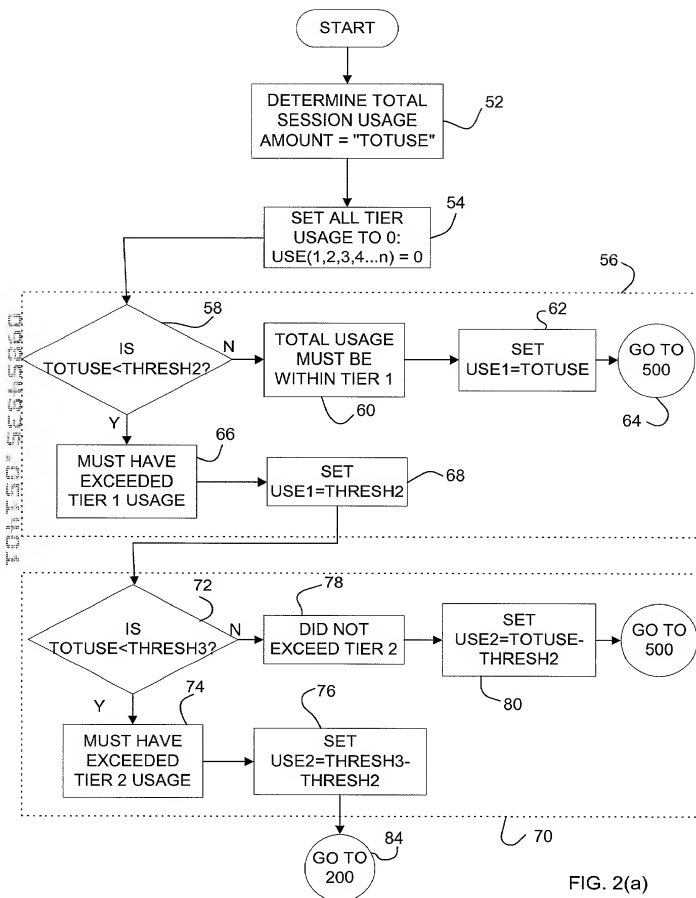 START
DETERMINE TOTAL
SESSION USAGE
AMOUNT = "TOTUSE"
52
SET ALL TIER
USAGE TO 0:
USE(1,2,3,4...n) = 0
54
56
58
IS
TOTUSE<THRESH2?
N
TOTAL USAGE
MUST BE
WITHIN TIER 1
60
62
SET
USE1=TOTUSE
GO TO
500
64
Y
66
MUST HAVE
EXCEEDED
TIER 1 USAGE
SET
USE1=THRESH2
68
72
IS
TOTUSE<THRESH3?
N
78
DID NOT
EXCEED TIER 2
SET
USE2=TOTUSE-
THRESH2
80
GO TO
500
Y
74
MUST HAVE
EXCEEDED
TIER 2 USAGE
76
SET
USE2=THRESH3-
THRESH2
70
GO TO
200
84
FIG. 2(a)